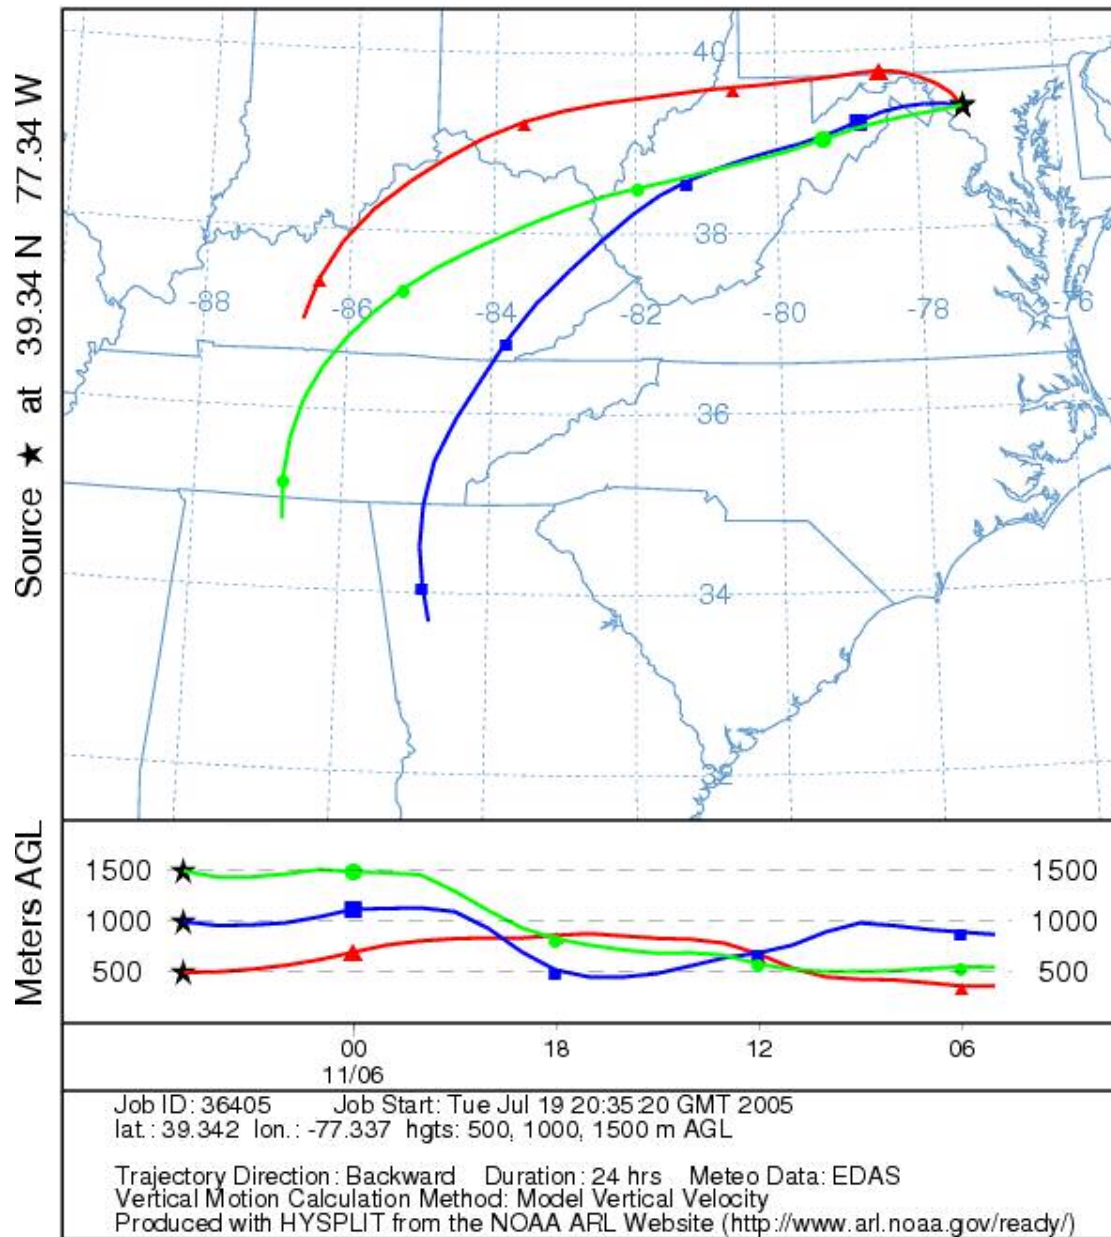 Source ★ at 39.34 N 77.34 W
40
38
-88
-86
-84
-82
-80
-78
-76
36
34
32
Meters AGL
1500 1500
1000 1000
500 500
00 18 12 06
11/06
Job ID: 36405 Job Start: Tue Jul 19 20:35:20 GMT 2005
lat.: 39.342 lon.: -77.337 hgts: 500, 1000, 1500 m AGL
Trajectory Direction: Backward Duration: 24 hrs Meteo Data: EDAS
Vertical Motion Calculation Method: Model Vertical Velocity
Produced with HYSPLIT from the NOAA ARL Website (http://www.arl.noaa.gov/ready/)